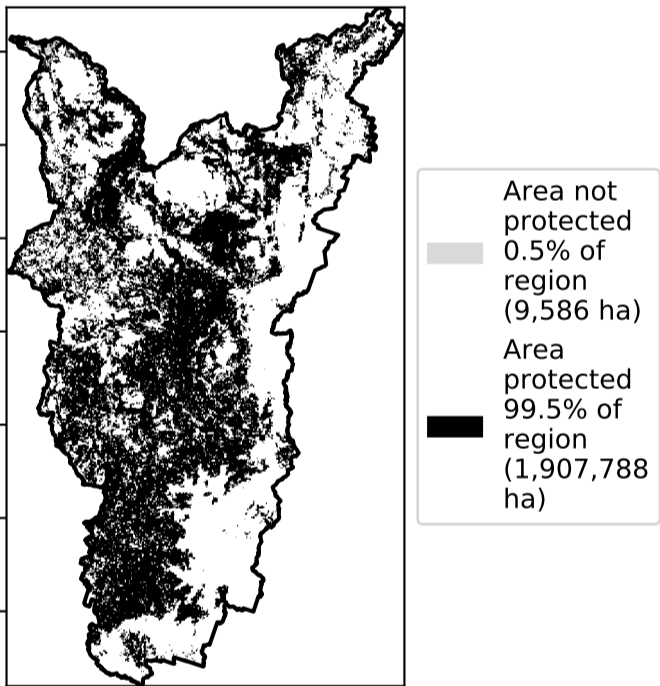 Area not
protected
0.5% of
region
(9,586 ha)
Area
protected
99.5% of
region
(1,907,788
ha)